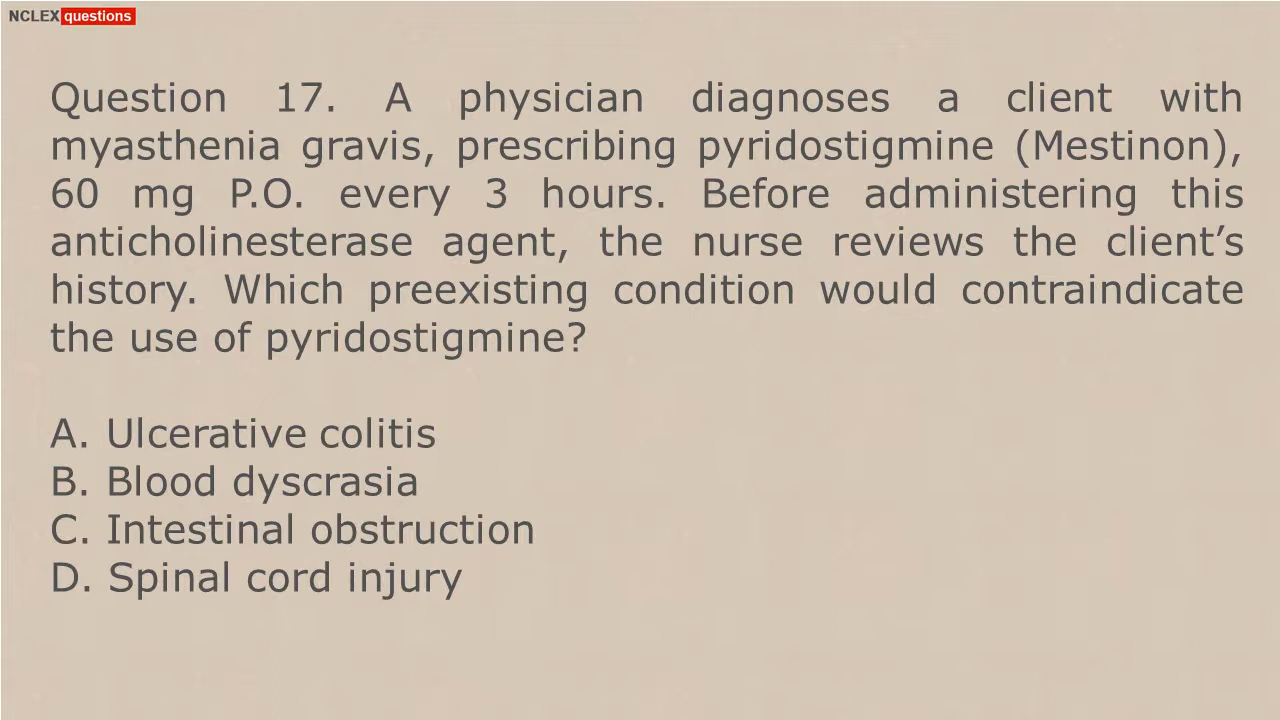 NCLEX questions
Question 17. A physician diagnoses a client with
myasthenia gravis, prescribing pyridostigmine (Mestinon),
60 mg P.O. every 3 hours. Before administering this
anticholinesterase agent, the nurse reviews the client’s
history. Which preexisting condition would contraindicate
the use of pyridostigmine?
A. Ulcerative colitis
B. Blood dyscrasia
C. Intestinal obstruction
D. Spinal cord injury